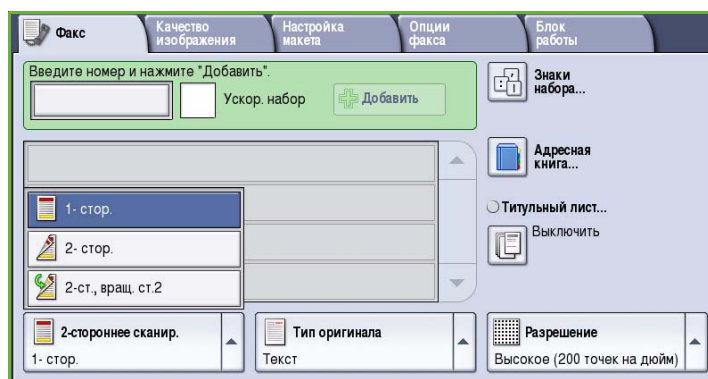 Факс
Качество
изображения
Настройка
макета
Опции
факса
Блок
работы
Введите номер и нажмите "Добавить".
Ускор. набор
Добавить
Знаки
набора...
Адресная
книга...
Титульный лист...
Выключить
1- стор.
2- стор.
2-ст., вращ. ст.2
2-стороннее сканир.
1- стор.
Тип оригинала
Текст
Разрешение
Высокое (200 точек на дюйм)